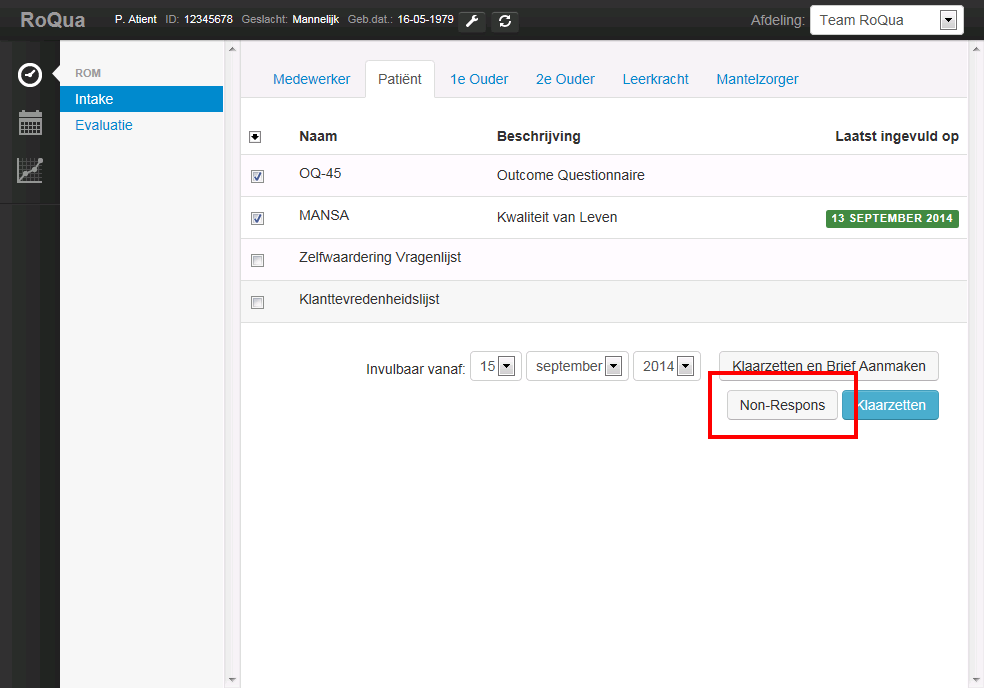 RoQua P. Atient ID: 12345678 Geslacht: Mannelijk Geb.dat.: 16-05-1979 Afdeling: Team RoQua
ROM
Intake
Evaluatie
Medewerker Patiënt 1e Ouder 2e Ouder Leerkracht Mantelzorger
Naam Beschrijving Laatst ingevuld op
OQ-45 Outcome Questionnaire
MANSA Kwaliteit van Leven 13 SEPTEMBER 2014
Zelfwaardering Vragenlijst
Klanttevredenheidslijst
Invulbaar vanaf: 15 september 2014 Klaarzetten en Brief Aanmaken
Non-Respons Klaarzetten